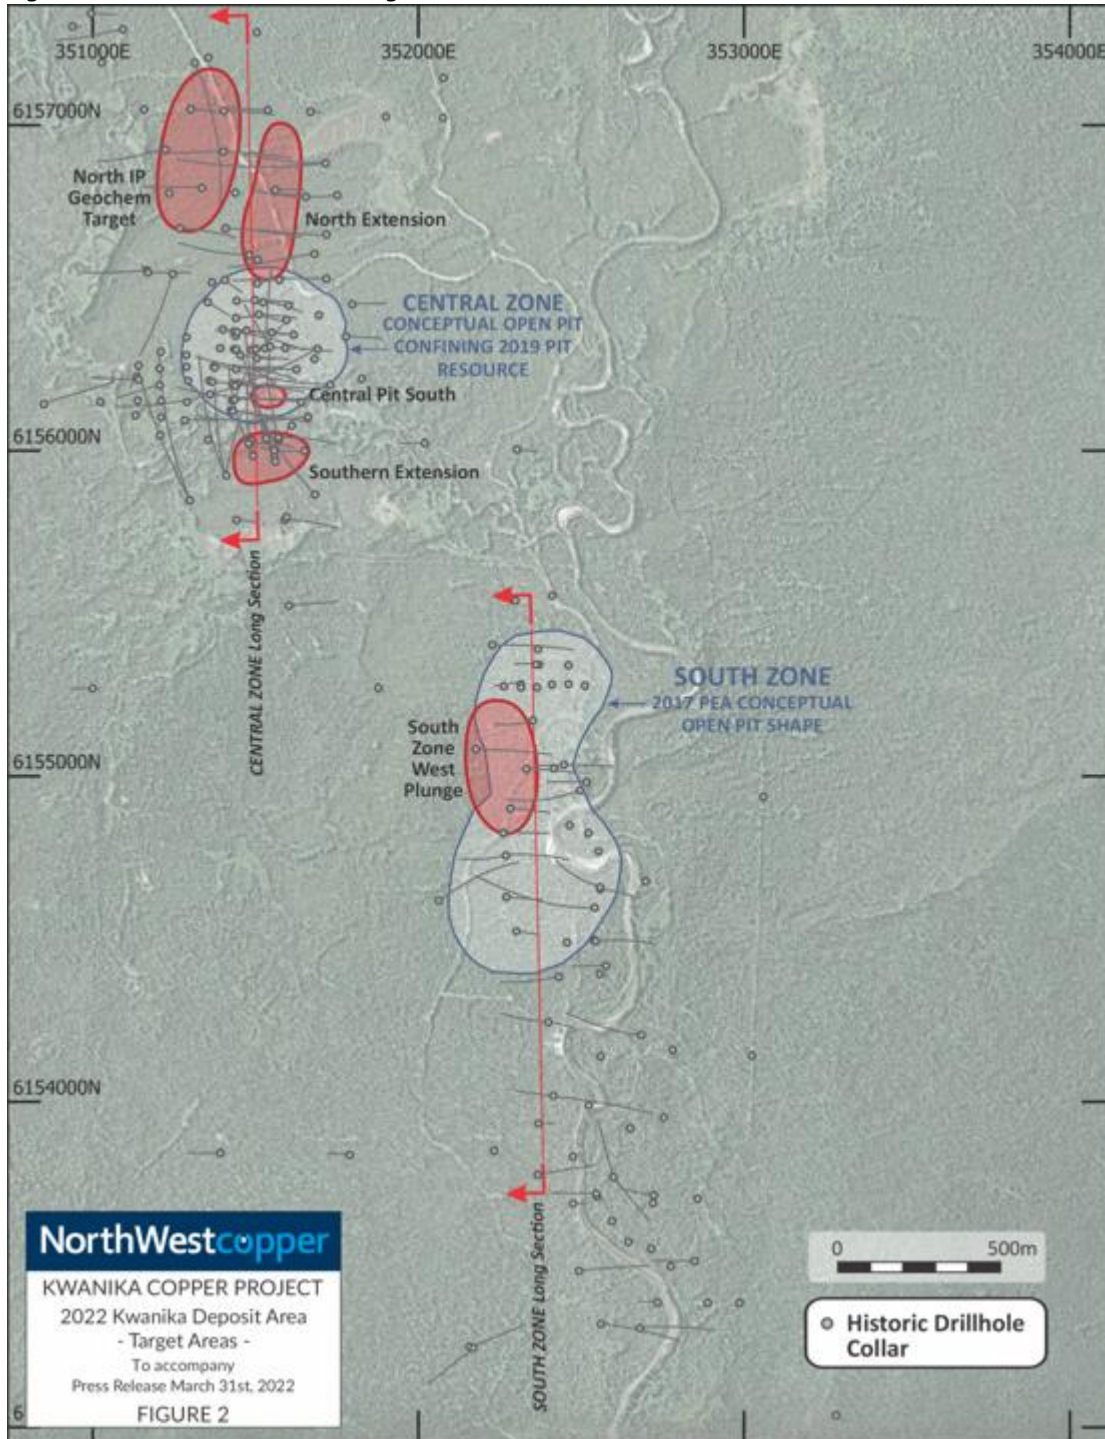 351000E
352000E
353000E
354000E
6157000N
North IP
Geochem
Target
North Extension
CENTRAL ZONE
CONCEPTUAL OPEN PIT
CONFINING 2019 PIT
RESOURCE
Central Pit South
6156000N
Southern Extension
CENTRAL ZONE Long Section
SOUTH ZONE
2017 PEA CONCEPTUAL
OPEN PIT SHAPE
South
Zone
West
Plunge
6155000N
6154000N
SOUTH ZONE Long Section
NorthWestcopper
KWANIKA COPPER PROJECT
2022 Kwanika Deposit Area
- Target Areas -
To accompany
Press Release March 31st, 2022
FIGURE 2
0 500m
Historic Drillhole
Collar
6